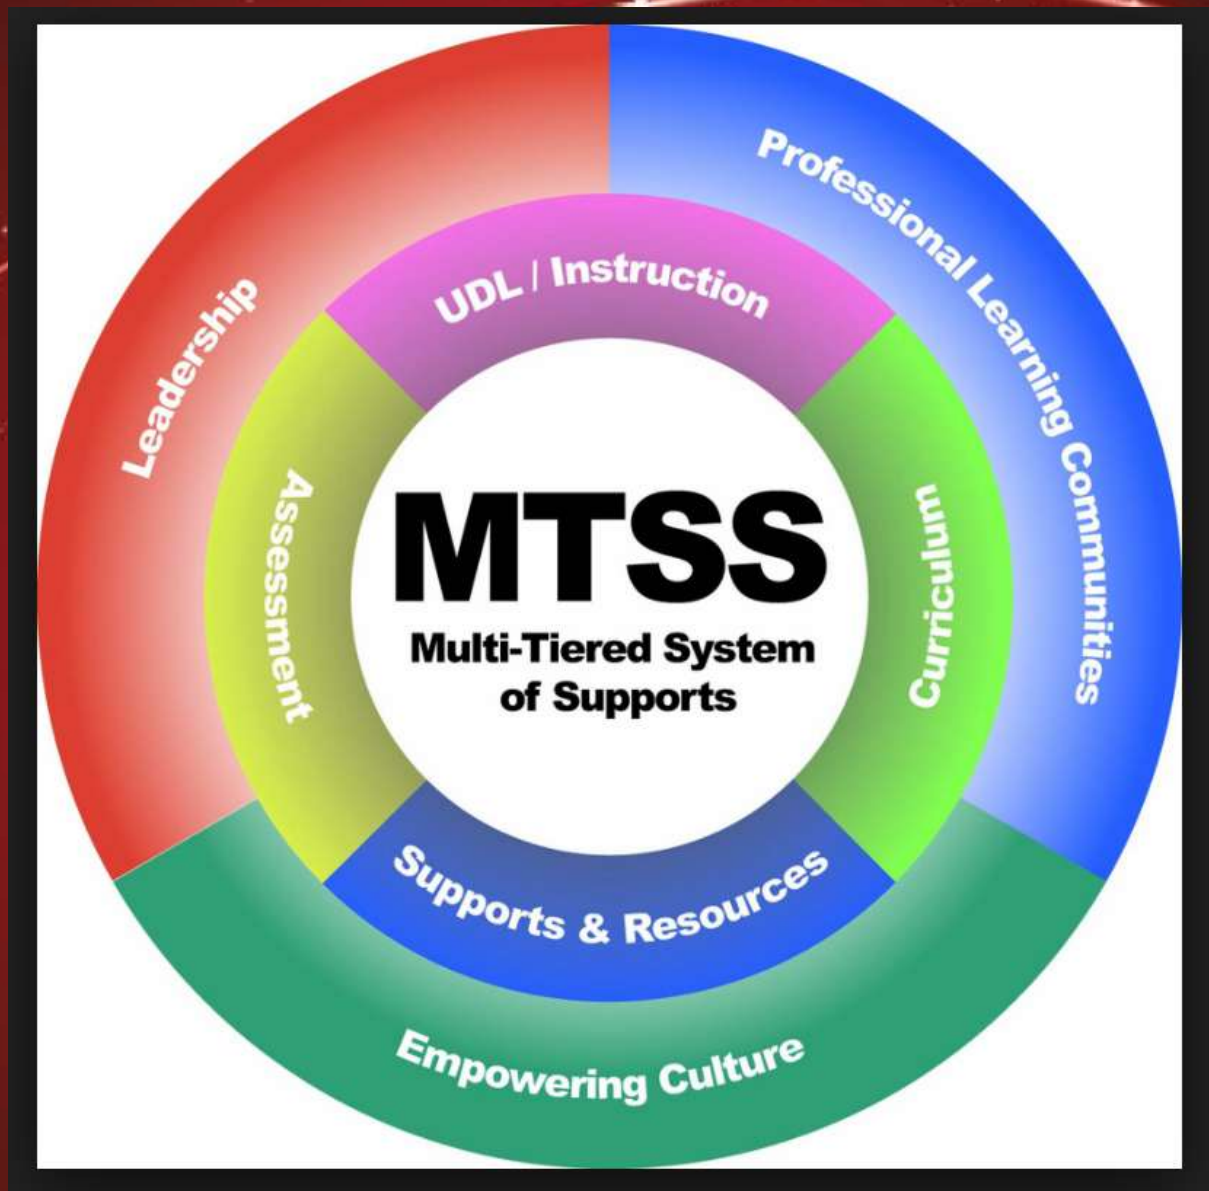 Leadership
Professional Learning Communities
UDL / Instruction
Assessment
Curriculum
MTSS
Multi-Tiered System
of Supports
Supports & Resources
Empowering Culture